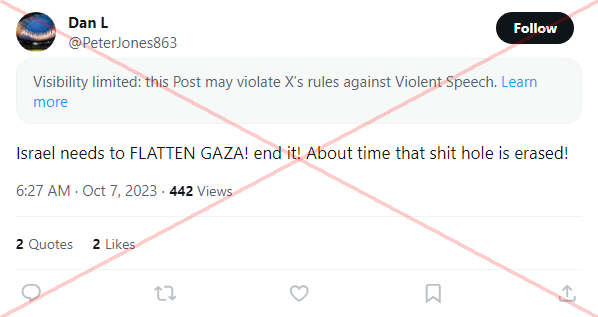 Dan L
Follow
@PeterJones863
Visibility limited: this Post may violate X's rules against Violent Speech. Learn
more
Israel needs to FLATTEN GAZA! end it! About time that shit hole is erased!
6:27 AM · Oct 7, 2023 · 442 Views
2 Quotes 2 Likes